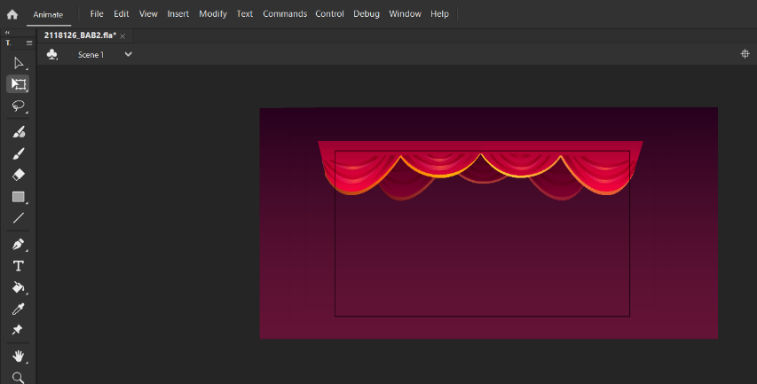 Animate File Edit View Insert Modify Text Commands Control Debug Window Help
2118126_BAB2.fla* ×
T.
Scene 1
T